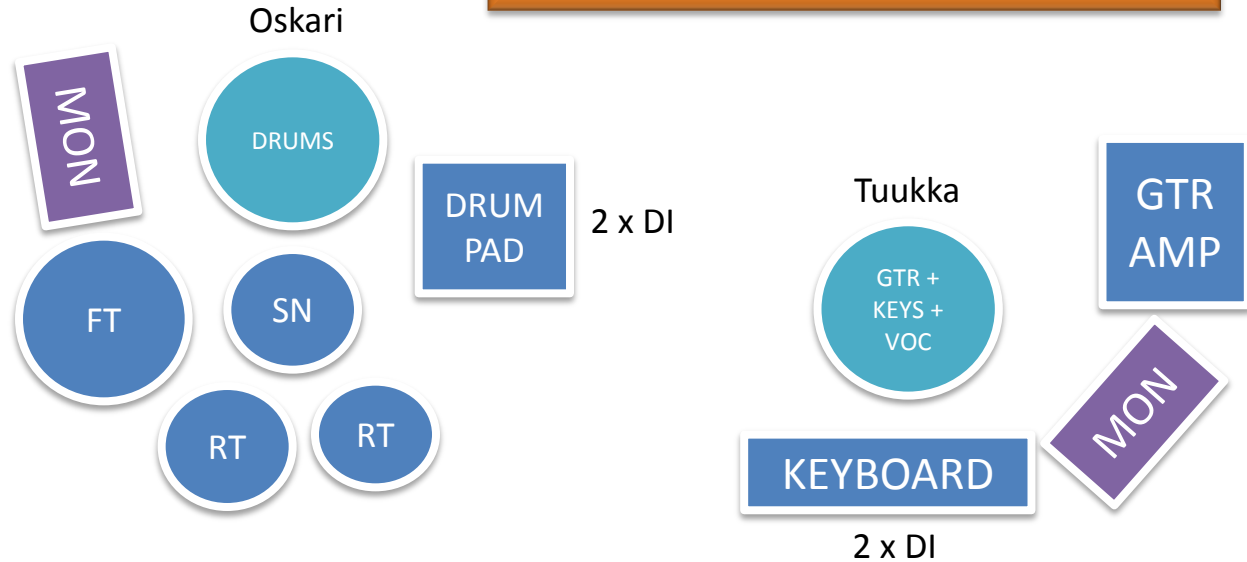 Oskari
MON
DRUMS
DRUM
PAD
2 x DI
FT
SN
RT
RT
Tuukka
GTR +
KEYS +
VOC
GTR
AMP
MON
KEYBOARD
2 x DI